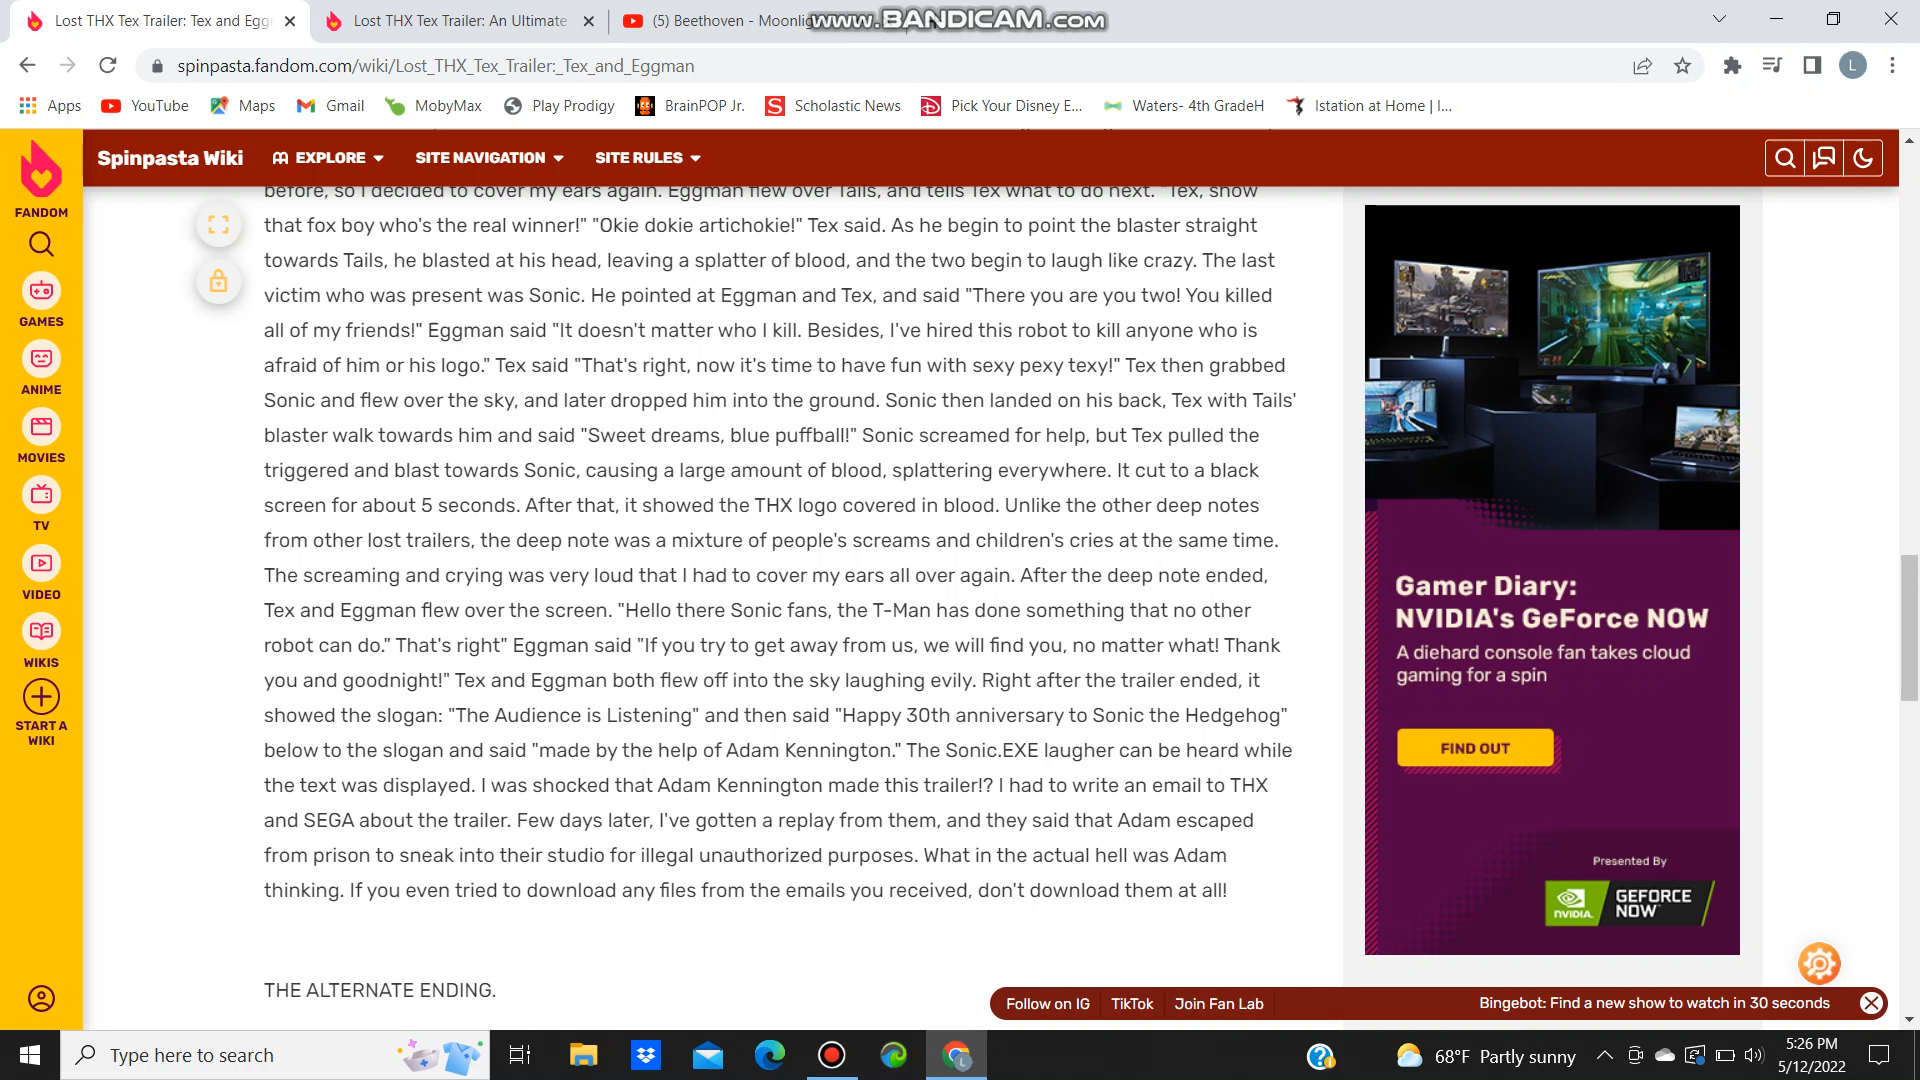 Lost THX Tex Trailer: Tex and Egg
Lost THX Tex Trailer: An Ultimate
(5) Beethoven - Moonlig
www.BANDICAM.com
spinpasta.fandom.com/wiki/Lost_THX_Tex_Trailer:_Tex_and_Eggman
L
Apps
YouTube
Maps
Gmail
MobyMax
Play Prodigy
BrainPOP Jr.
Scholastic News
Pick Your Disney E...
Waters- 4th GradeH
Istation at Home | I...
Spinpasta Wiki
EXPLORE
SITE NAVIGATION
SITE RULES
FANDOM
GAMES
ANIME
MOVIES
TV
VIDEO
WIKIS
START A
WIKI
before, so I decided to cover my ears again. Eggman flew over Tails, and tells Tex what to do next. "Tex, show
that fox boy who's the real winner!" "Okie dokie artichokie!" Tex said. As he begin to point the blaster straight
towards Tails, he blasted at his head, leaving a splatter of blood, and the two begin to laugh like crazy. The last
victim who was present was Sonic. He pointed at Eggman and Tex, and said "There you are you two! You killed
all of my friends!" Eggman said "It doesn't matter who I kill. Besides, I've hired this robot to kill anyone who is
afraid of him or his logo." Tex said "That's right, now it's time to have fun with sexy pexy texy!" Tex then grabbed
Sonic and flew over the sky, and later dropped him into the ground. Sonic then landed on his back, Tex with Tails'
blaster walk towards him and said "Sweet dreams, blue puffball!" Sonic screamed for help, but Tex pulled the
triggered and blast towards Sonic, causing a large amount of blood, splattering everywhere. It cut to a black
screen for about 5 seconds. After that, it showed the THX logo covered in blood. Unlike the other deep notes
from other lost trailers, the deep note was a mixture of people's screams and children's cries at the same time.
The screaming and crying was very loud that I had to cover my ears all over again. After the deep note ended,
Tex and Eggman flew over the screen. "Hello there Sonic fans, the T-Man has done something that no other
robot can do." That's right" Eggman said "If you try to get away from us, we will find you, no matter what! Thank
you and goodnight!" Tex and Eggman both flew off into the sky laughing evily. Right after the trailer ended, it
showed the slogan: "The Audience is Listening" and then said "Happy 30th anniversary to Sonic the Hedgehog"
below to the slogan and said "made by the help of Adam Kennington." The Sonic.EXE laugher can be heard while
the text was displayed. I was shocked that Adam Kennington made this trailer!? I had to write an email to THX
and SEGA about the trailer. Few days later, I've gotten a replay from them, and they said that Adam escaped
from prison to sneak into their studio for illegal unauthorized purposes. What in the actual hell was Adam
thinking. If you even tried to download any files from the emails you received, don't download them at all!
THE ALTERNATE ENDING.
Gamer Diary:
NVIDIA's GeForce NOW
A diehard console fan takes cloud
gaming for a spin
FIND OUT
Presented By
NVIDIA.
GEFORCE
NOW
Follow on IG
TikTok
Join Fan Lab
Bingebot: Find a new show to watch in 30 seconds
Type here to search
68°F Partly sunny
5:26 PM
5/12/2022